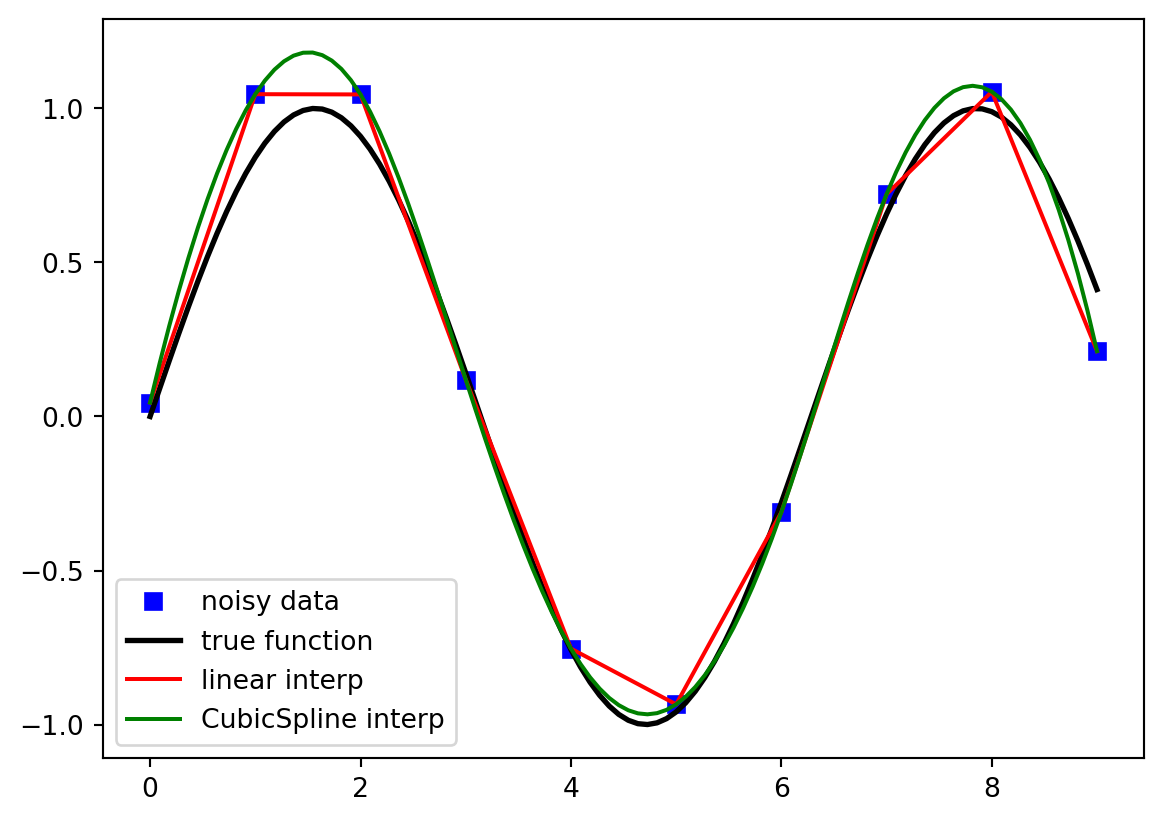 1.0
0.5
0.0
−0.5
−1.0
noisy data
true function
linear interp
CubicSpline interp
0 2 4 6 8